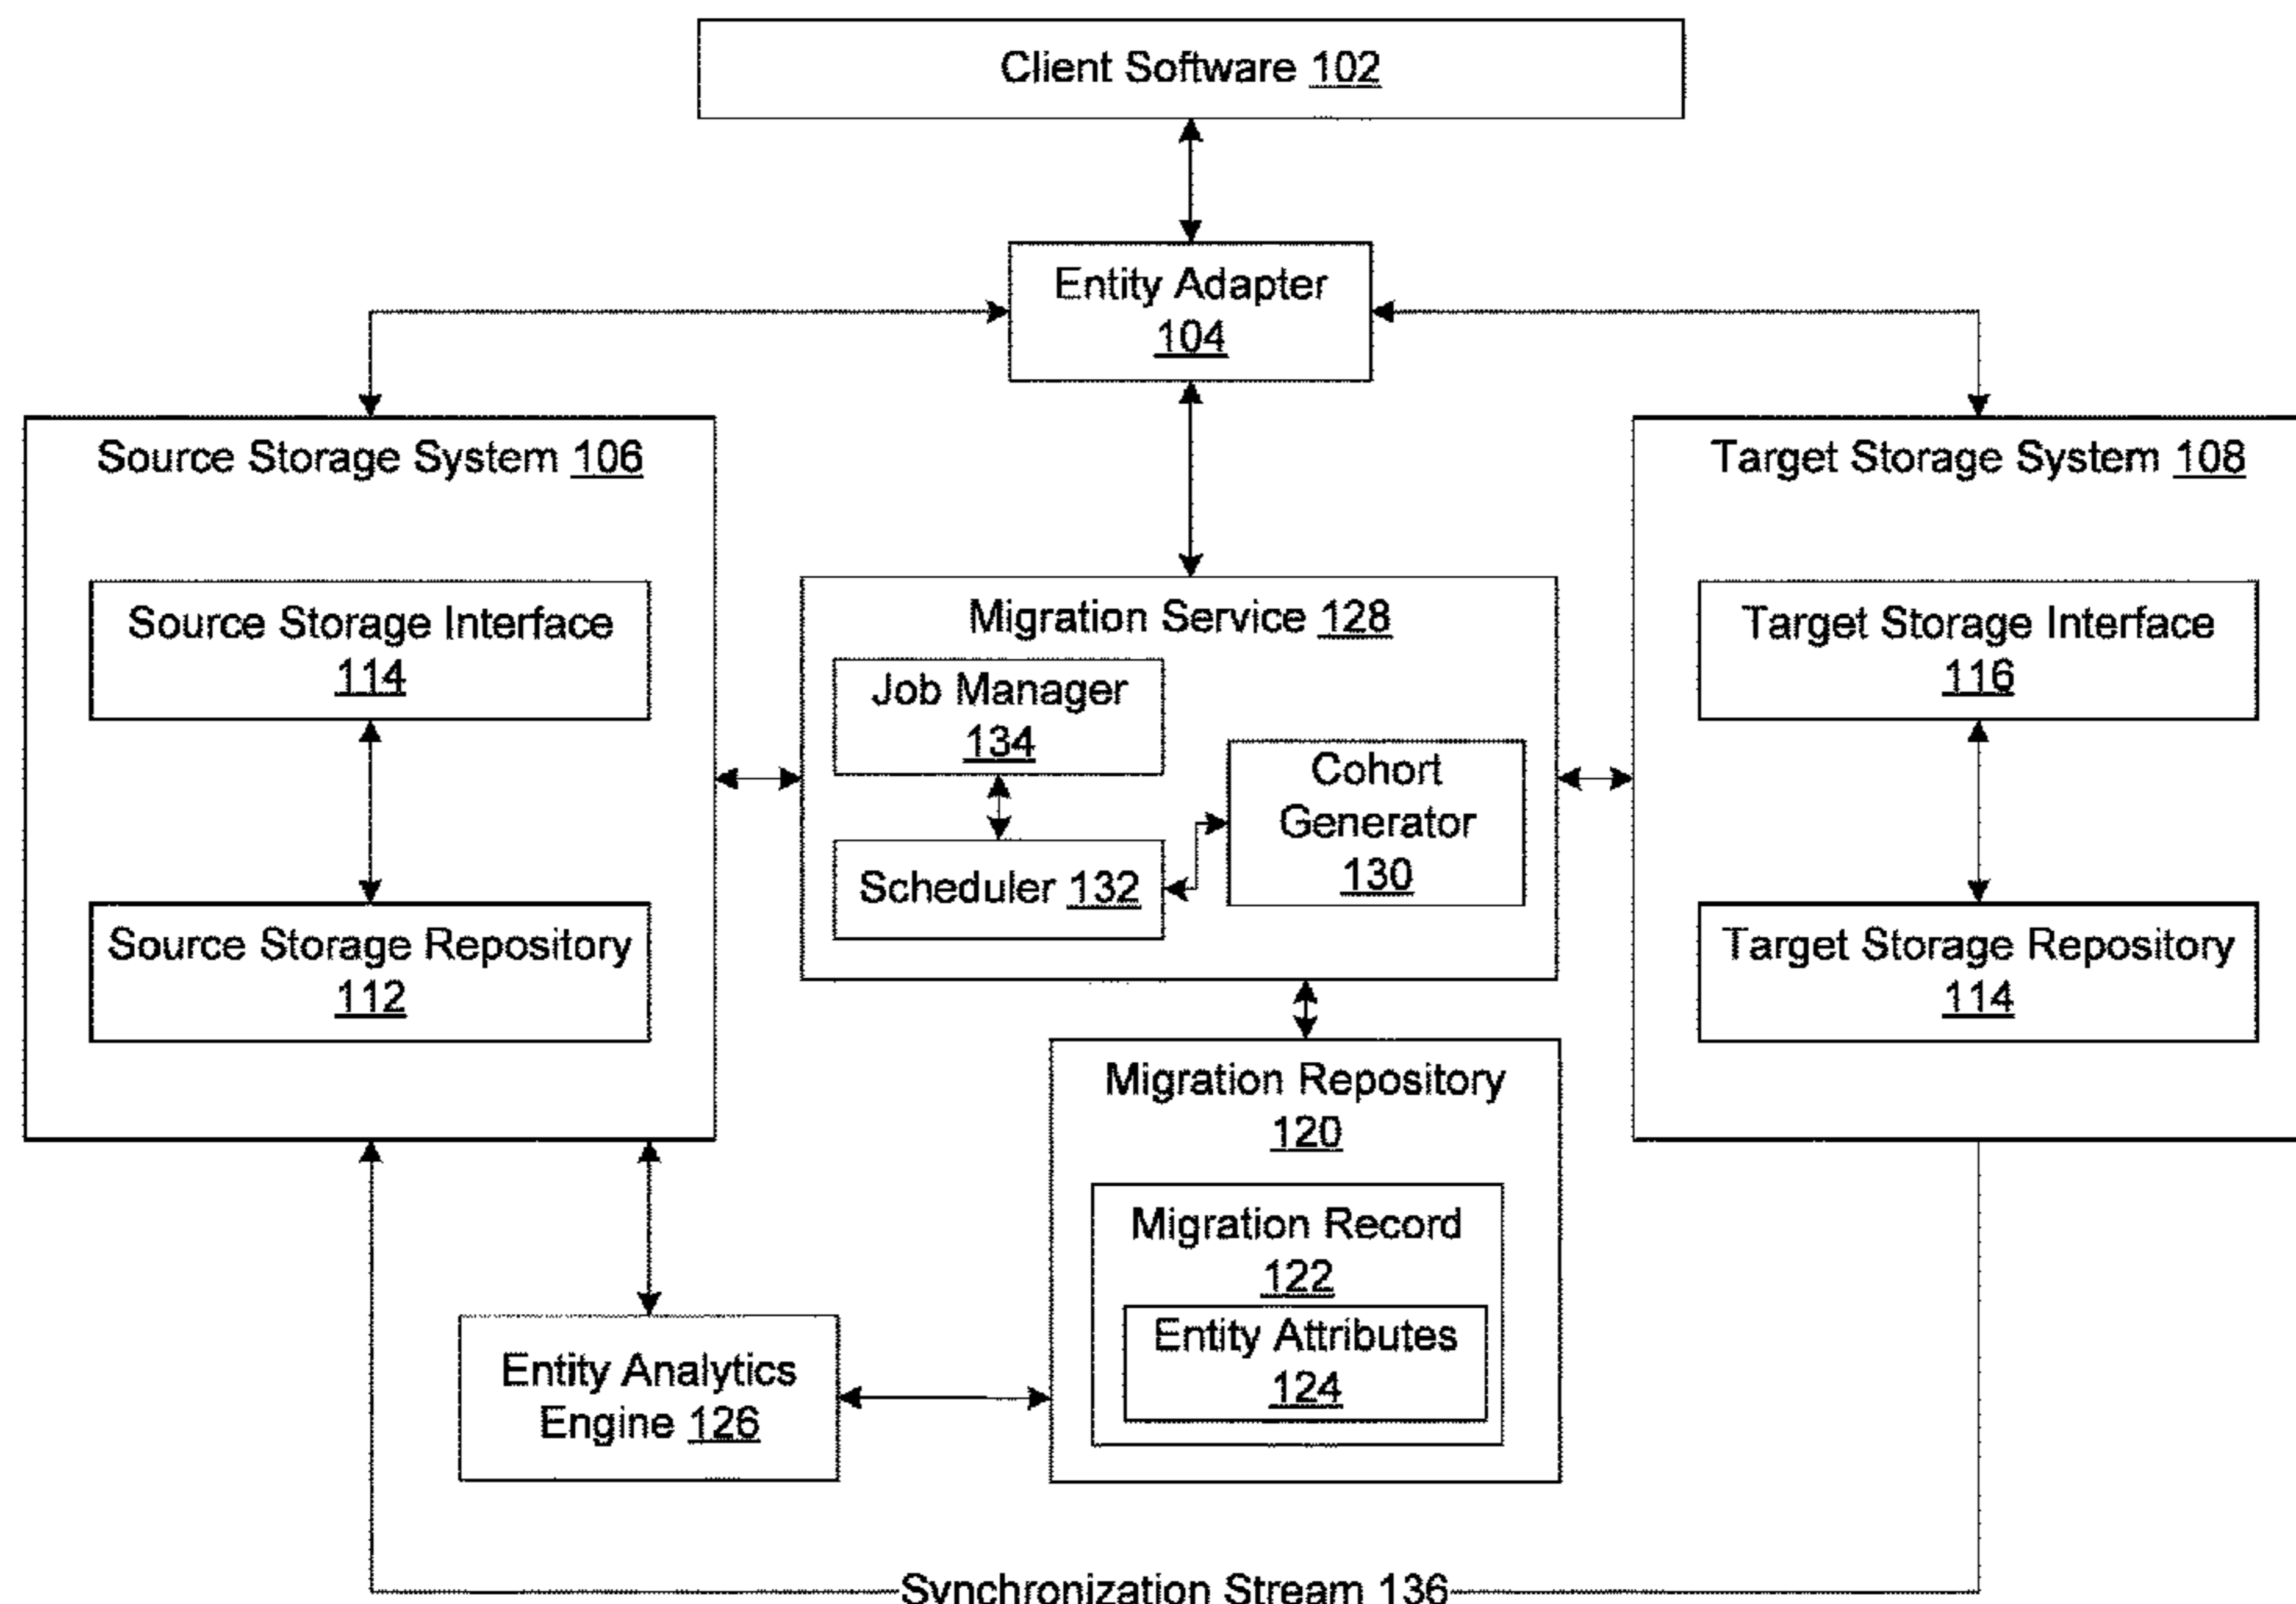 Client Software 102
Entity Adapter
104
Source Storage System 106
Target Storage System 108
Source Storage Interface
114
Migration Service 128
Target Storage Interface
116
Job Manager
134
Cohort
Generator
130
Scheduler 132
Source Storage Repository
112
Target Storage Repository
114
Migration Repository
120
Migration Record
122
Entity Attributes
124
Entity Analytics
Engine 126
Synchronization Stream 136